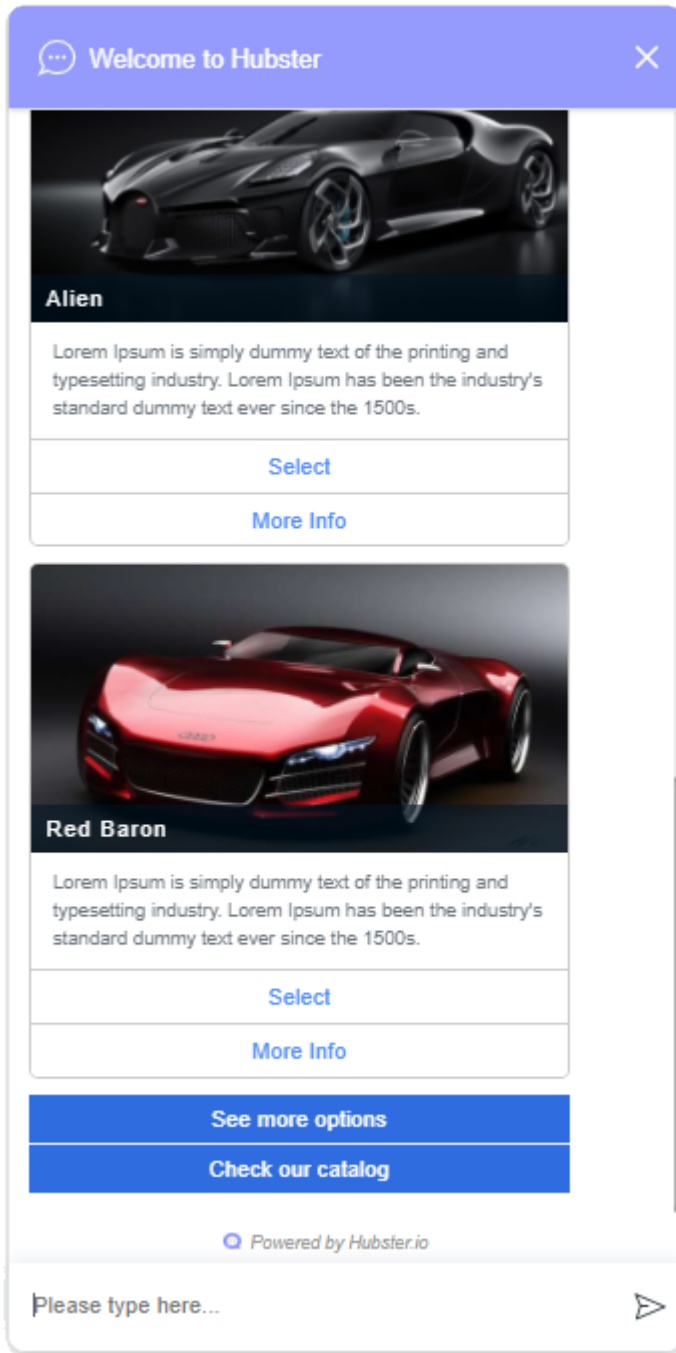 Welcome to Hubster
Alien
Lorem Ipsum is simply dummy text of the printing and
typesetting industry. Lorem Ipsum has been the industry's
standard dummy text ever since the 1500s.
Select
More Info
Red Baron
Lorem Ipsum is simply dummy text of the printing and
typesetting industry. Lorem Ipsum has been the industry's
standard dummy text ever since the 1500s.
Select
More Info
See more options
Check our catalog
Powered by Hubster.io
Please type here...